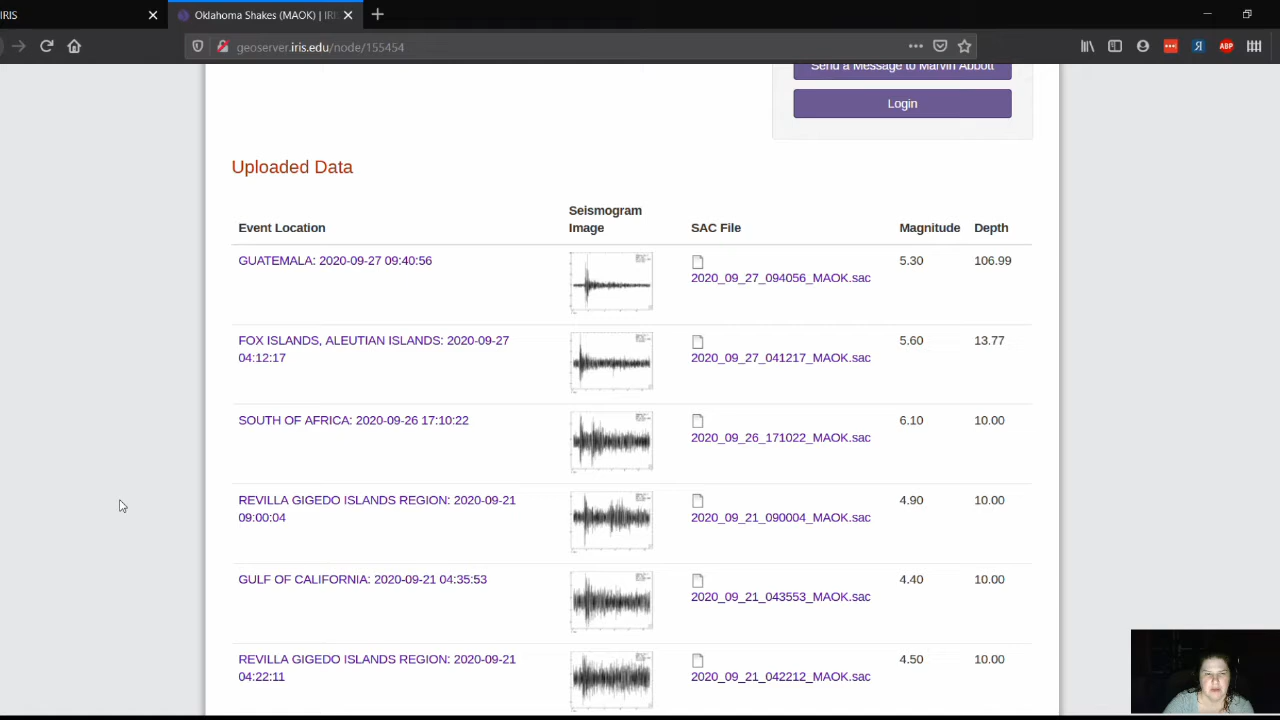 IRIS
Oklahoma Shakes (MAOK) | IRI
geoserver.iris.edu/node/155454
ABP
Send a Message to Marvin Abbott
Login
Uploaded Data
Event Location Seismogram Image SAC File Magnitude Depth
GUATEMALA: 2020-09-27 09:40:56 2020_09_27_094056_MAOK.sac 5.30 106.99
FOX ISLANDS, ALEUTIAN ISLANDS: 2020-09-27
04:12:17 2020_09_27_041217_MAOK.sac 5.60 13.77
SOUTH OF AFRICA: 2020-09-26 17:10:22 2020_09_26_171022_MAOK.sac 6.10 10.00
REVILLA GIGEDO ISLANDS REGION: 2020-09-21
09:00:04 2020_09_21_090004_MAOK.sac 4.90 10.00
GULF OF CALIFORNIA: 2020-09-21 04:35:53 2020_09_21_043553_MAOK.sac 4.40 10.00
REVILLA GIGEDO ISLANDS REGION: 2020-09-21
04:22:11 2020_09_21_042212_MAOK.sac 4.50 10.00